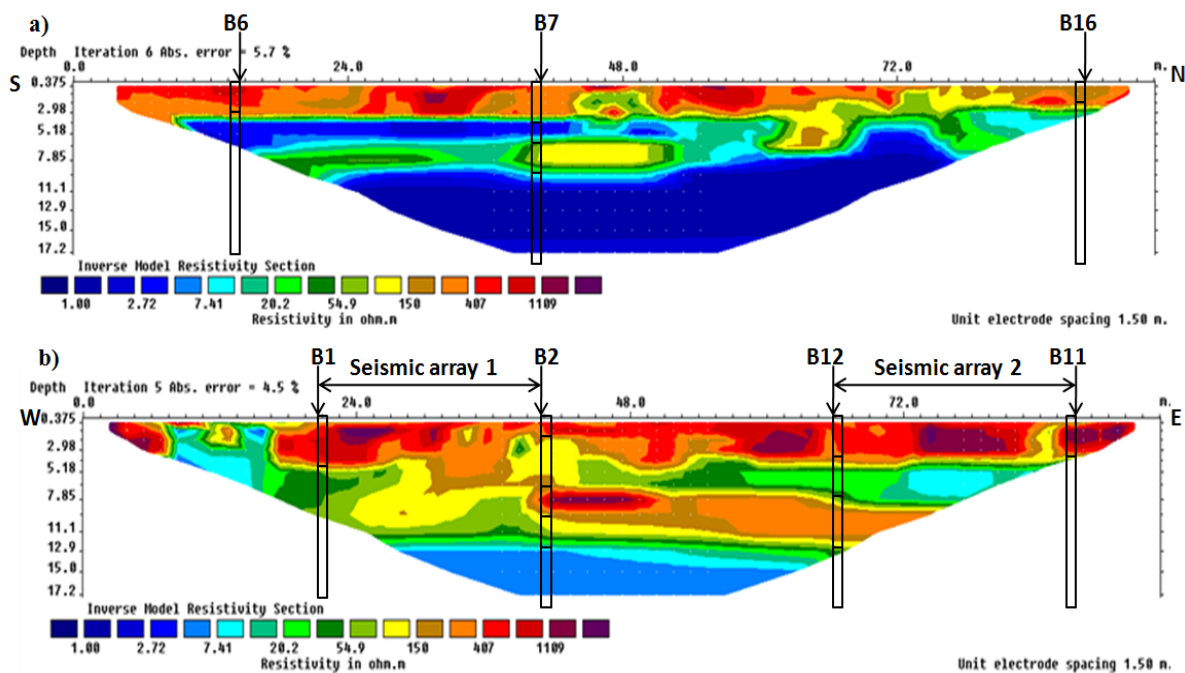 a)
B6 B7 B16
Depth Iteration 6 Abs. error = 5.7 %
S 0.0 24.0 48.0 72.0 m. N
0.375
2.98
5.18
7.85
11.1
12.9
15.0
17.2
Inverse Model Resistivity Section
1.00 2.72 7.41 20.2 54.9 150 407 1109
Resistivity in ohm.m
Unit electrode spacing 1.50 m.
b)
B1 Seismic array 1 B2 B12 Seismic array 2 B11
Depth Iteration 5 Abs. error = 4.5 %
W 0.0 24.0 48.0 72.0 m. E
0.375
2.98
5.18
7.85
11.1
12.9
15.0
17.2
Inverse Model Resistivity Section
1.00 2.72 7.41 20.2 54.9 150 407 1109
Resistivity in ohm.m
Unit electrode spacing 1.50 m.